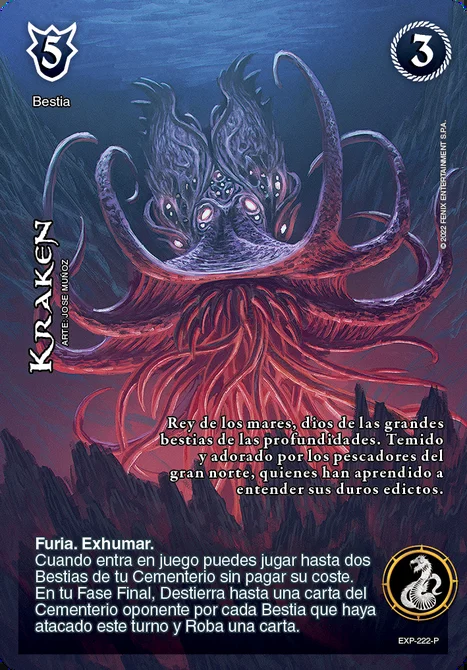 5
3
Bestia
© 2022 FENIX ENTERTAINMENT S.P.A.
KRAKEN
ARTE: JOSE MUÑOZ
Rey de los mares, dios de las grandes
bestias de las profundidades. Temido
y adorado por los pescadores del
gran norte, quienes han aprendido a
entender sus duros edictos.
Furia. Exhumar.
Cuando entra en juego puedes jugar hasta dos
Bestias de tu Cementerio sin pagar su coste.
En tu Fase Final, Destierra hasta una carta del
Cementerio oponente por cada Bestia que haya
atacado este turno y Roba una carta.
EXP-222-P